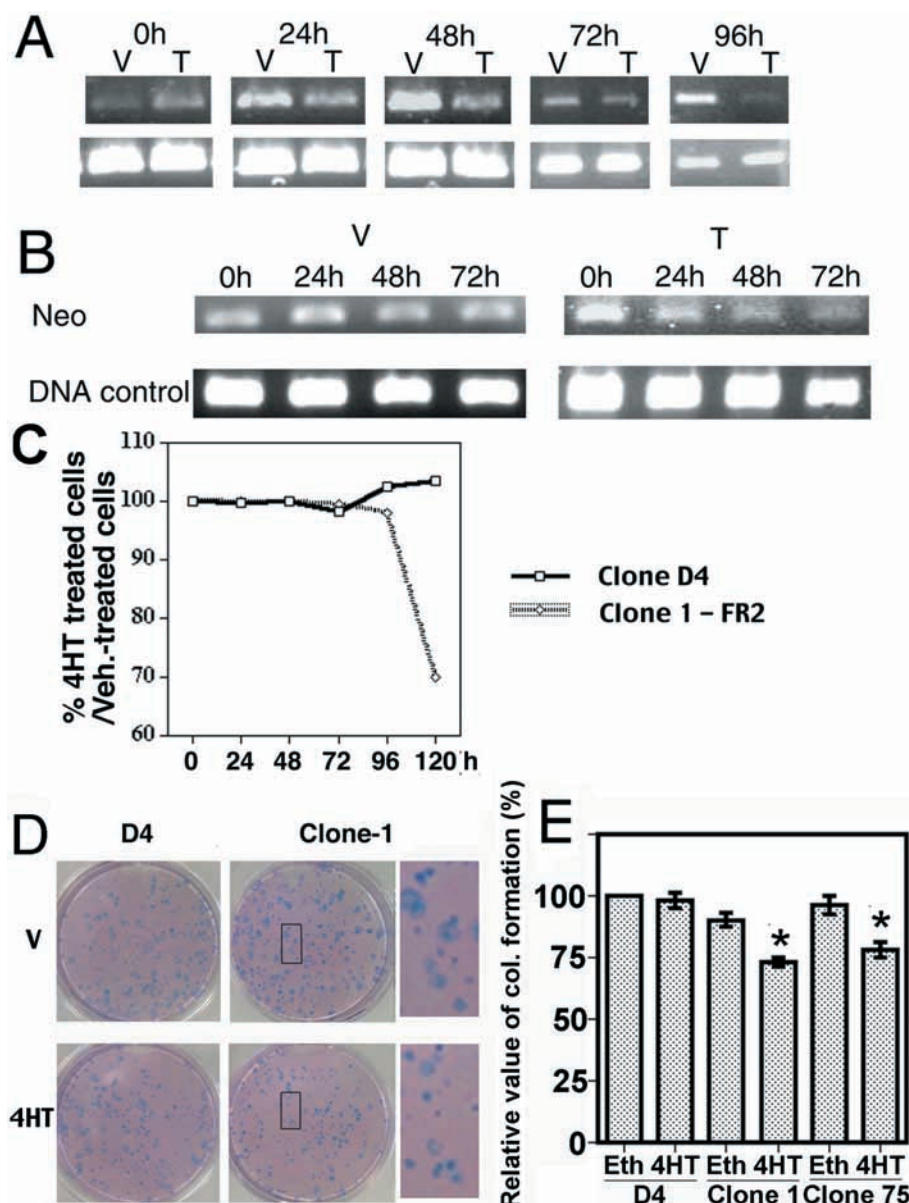 A
0h 24h 48h 72h 96h
V T V T V T V T V T
B
V T
0h 24h 48h 72h 0h 24h 48h 72h
Neo
DNA control
C
110
100
90
80
70
60
% 4HT treated cells
/Veh.-treated cells
0 24 48 72 96 120 h
Clone D4
Clone 1 – FR2
D
D4 Clone-1
V
4HT
E
Relative value of col. formation (%)
100
75
50
25
0
* *
Eth 4HT Eth 4HT Eth 4HT
D4 Clone 1 Clone 75